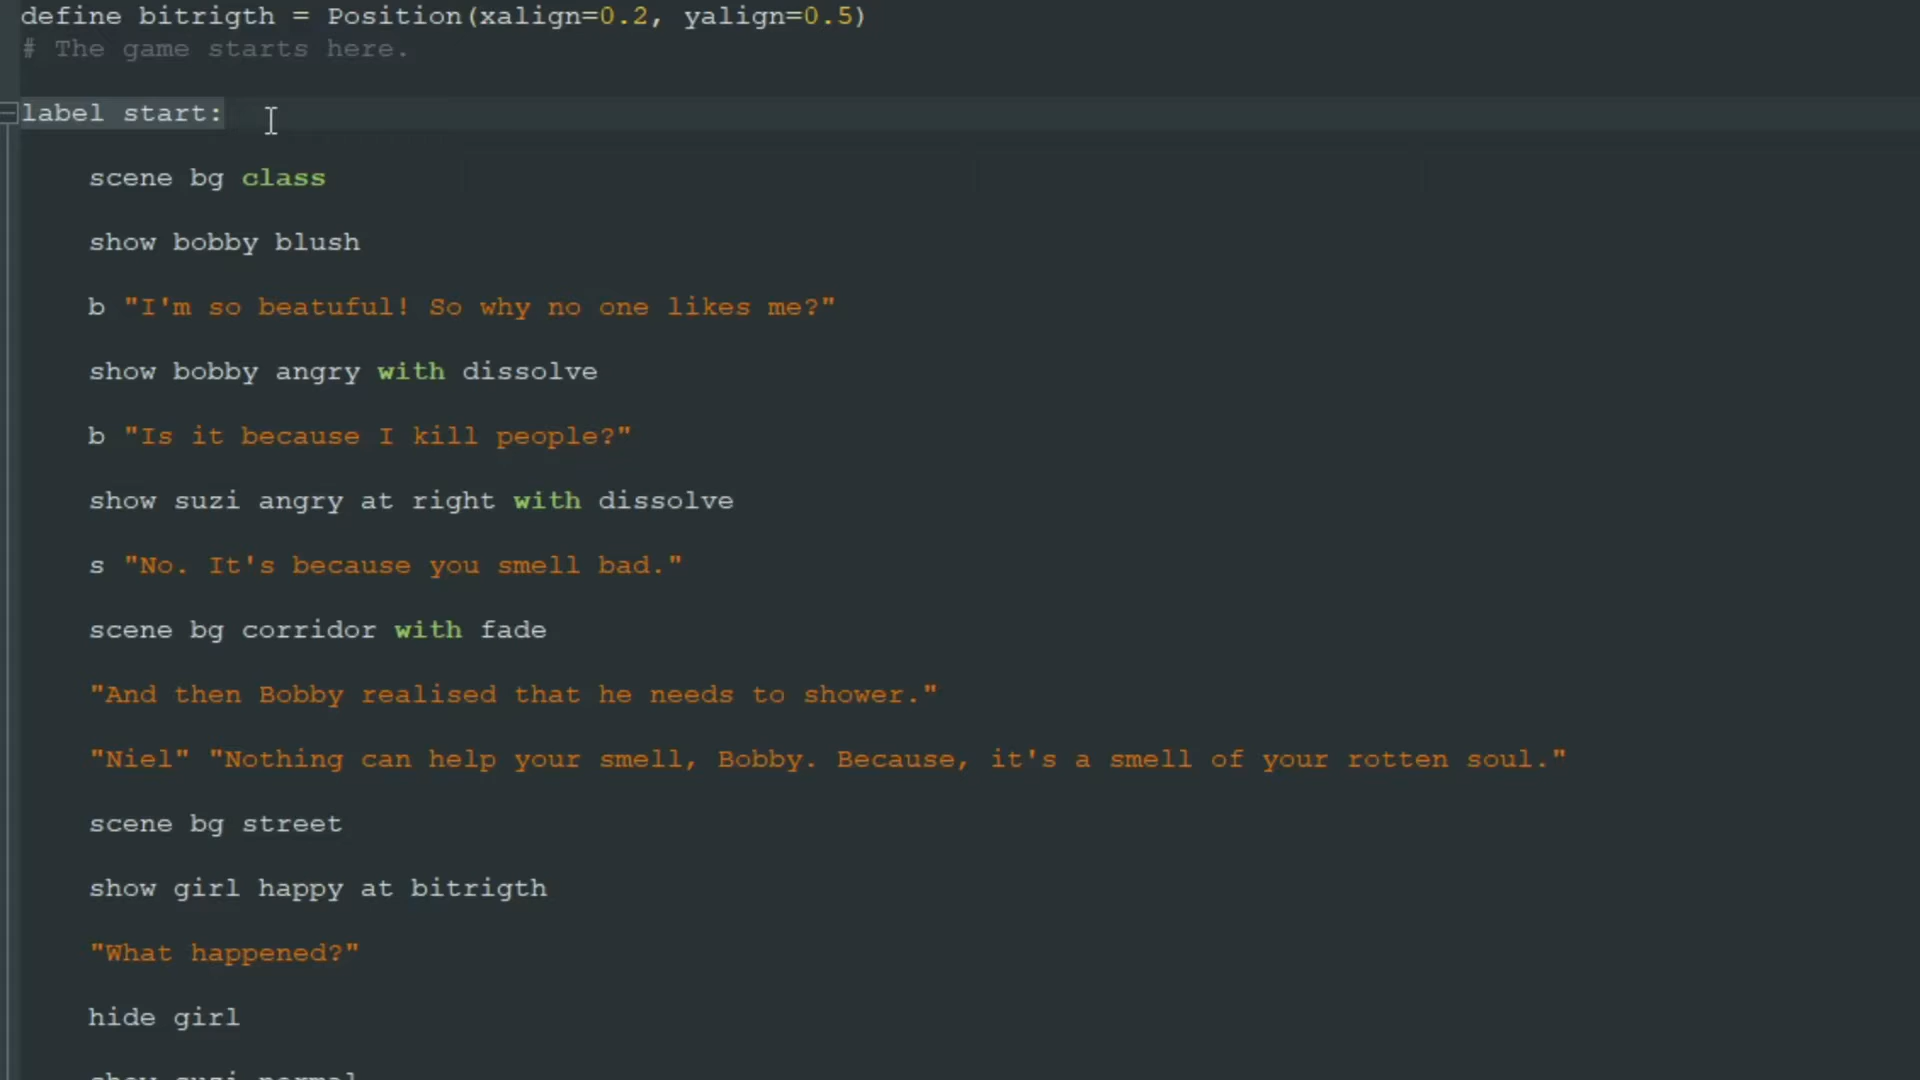 define bitrigth = Position(xalign=0.2, yalign=0.5)
# The game starts here.
label start:
scene bg class
show bobby blush
b "I'm so beatuful! So why no one likes me?"
show bobby angry with dissolve
b "Is it because I kill people?"
show suzi angry at right with dissolve
s "No. It's because you smell bad."
scene bg corridor with fade
"And then Bobby realised that he needs to shower."
"Niel" "Nothing can help your smell, Bobby. Because, it's a smell of your rotten soul."
scene bg street
show girl happy at bitrigth
"What happened?"
hide girl
show suzi normal